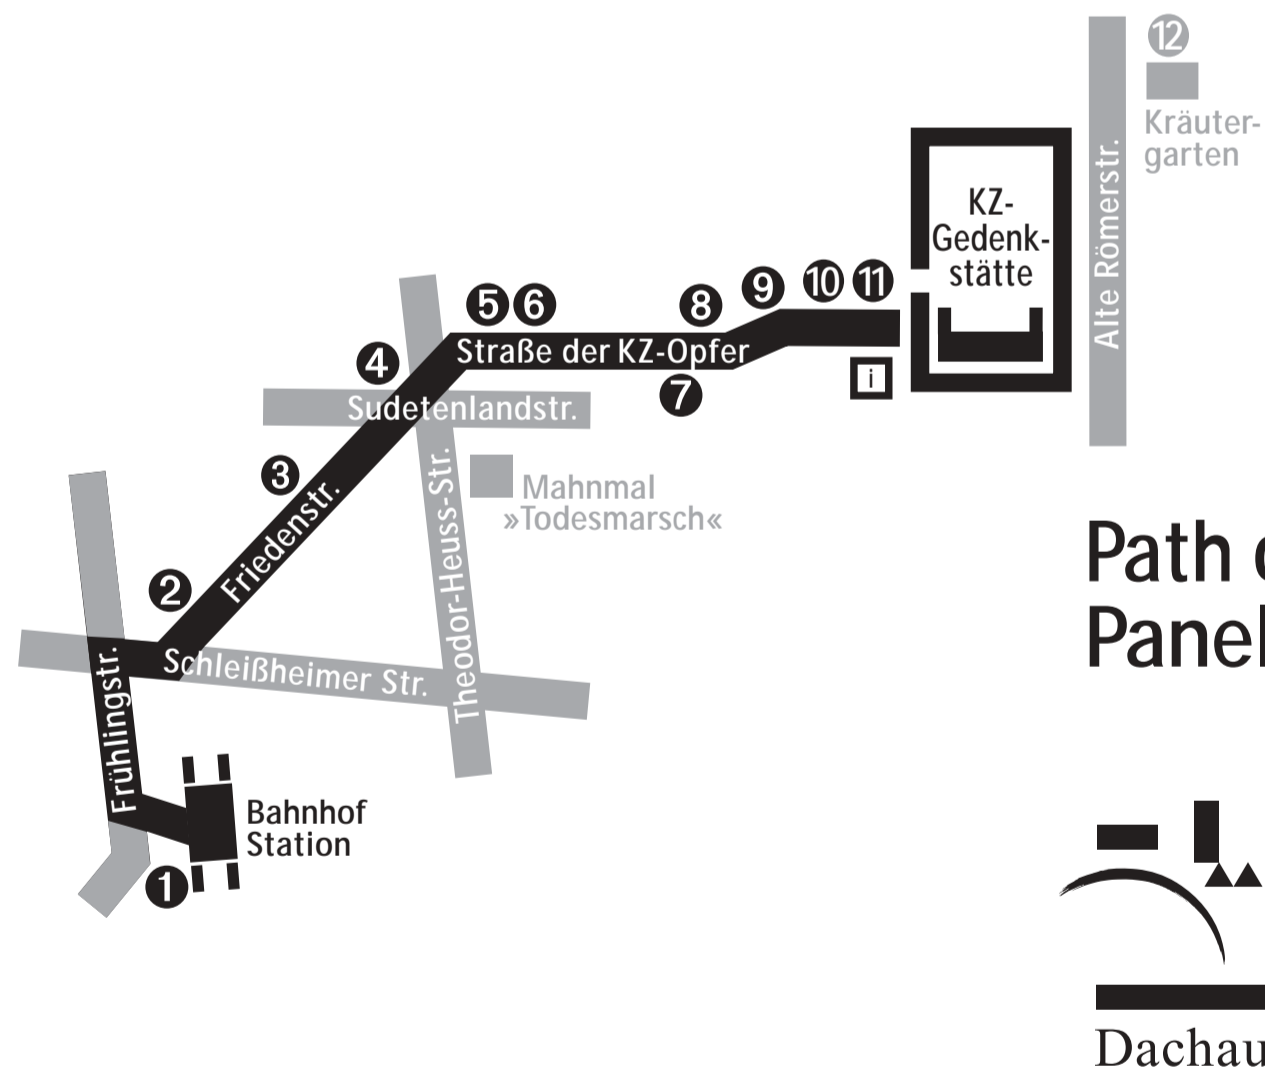 12
Kräuter-
garten
Alte Römerstr.
KZ-
Gedenk-
stätte
5 6 8 9 10 11
Straße der KZ-Opfer
4
7
i
Sudetenlandstr.
3
Friedenstr.
Theodor-Heuss-Str.
Mahnmal
»Todesmarsch«
2
Schleißheimer Str.
Frühlingstr.
Bahnhof
Station
1
Path
Panel
Dachau